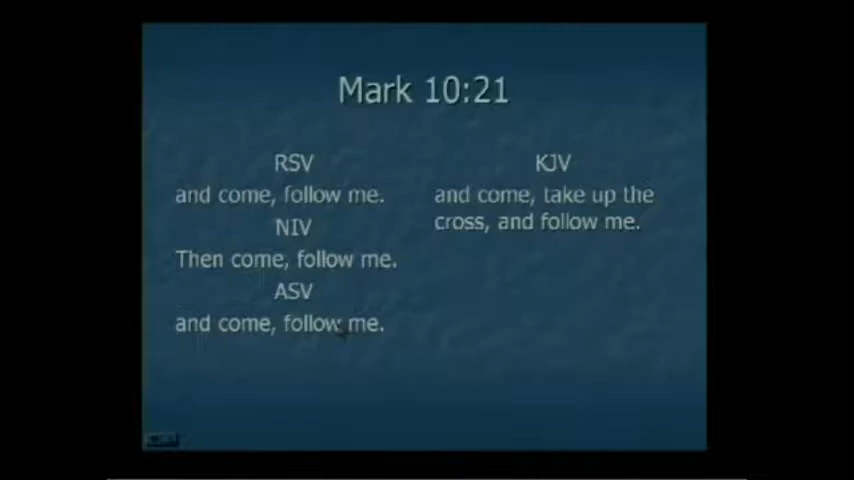 Mark 10:21
RSV
and come, follow me.
NIV
Then come, follow me.
ASV
and come, follow me.
KJV
and come, take up the
cross, and follow me.